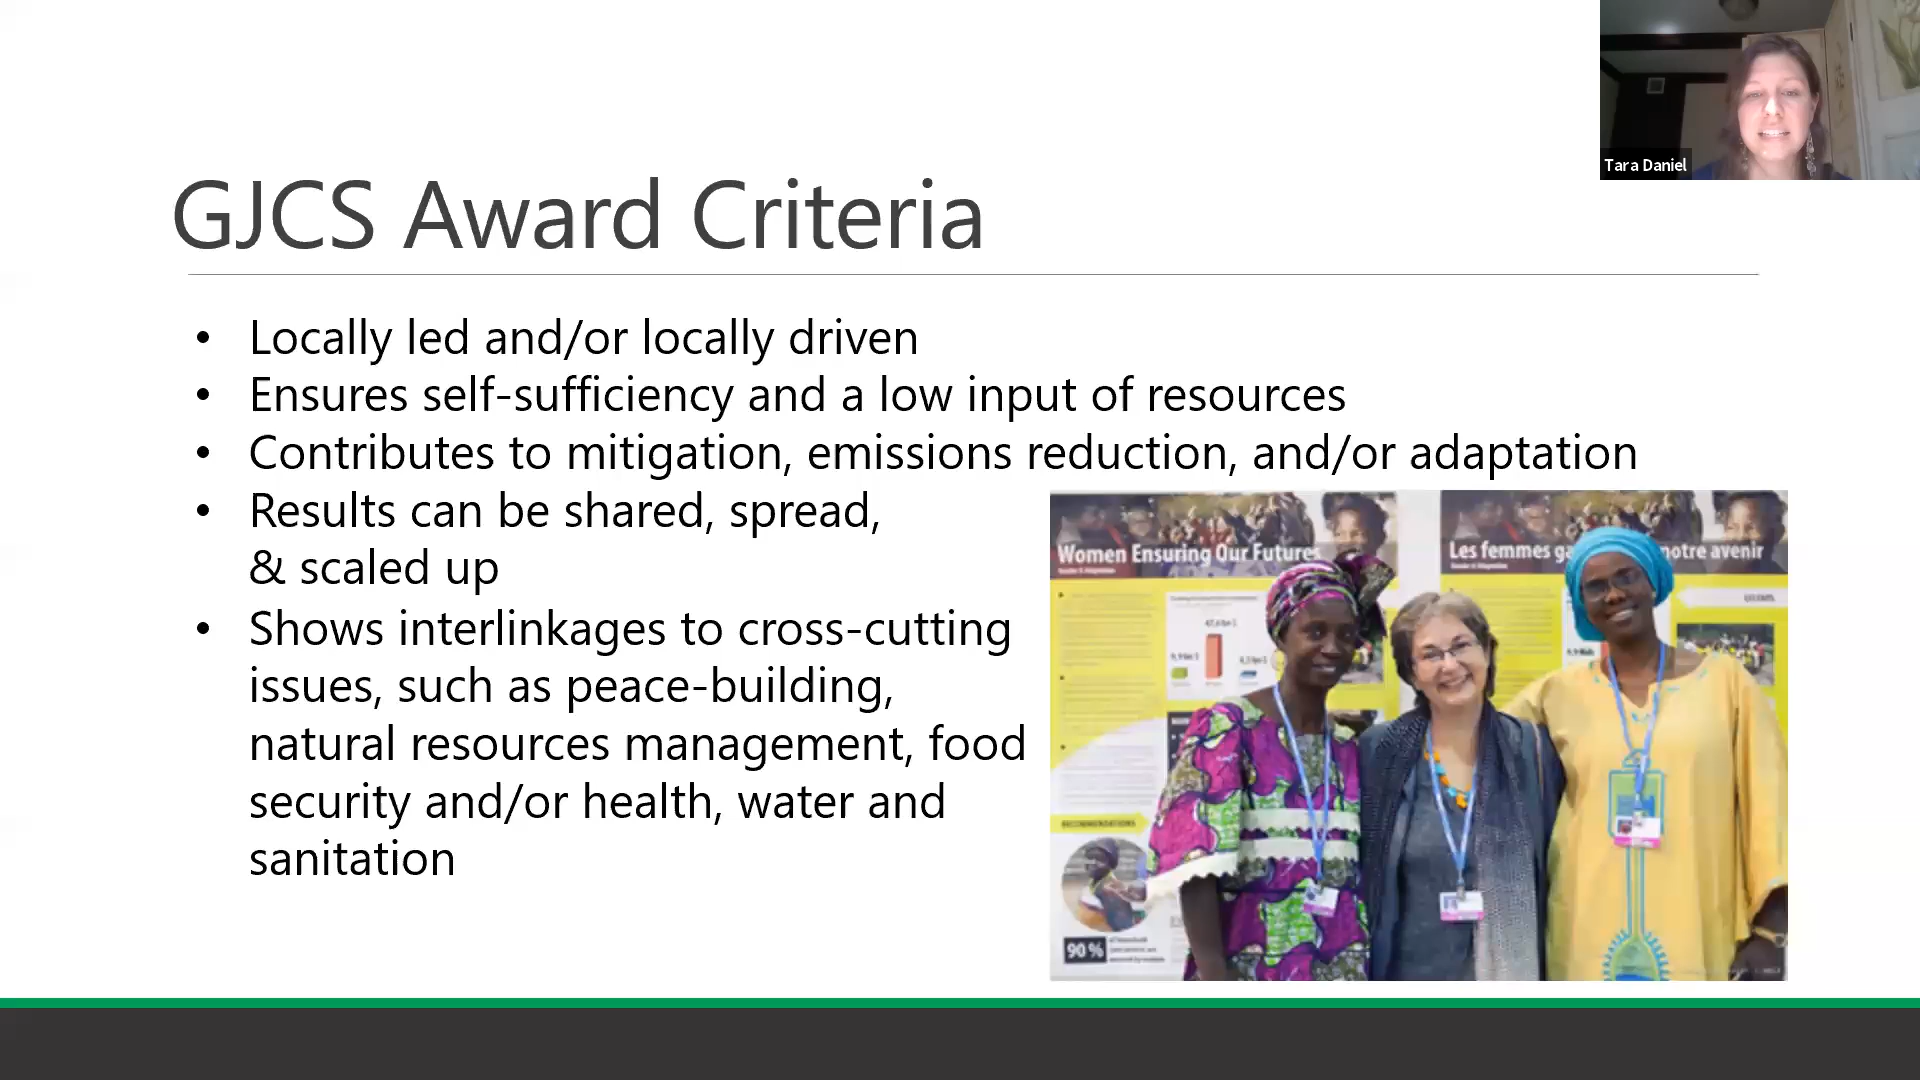 Tara Daniel
GJCS Award Criteria
• Locally led and/or locally driven
• Ensures self-sufficiency and a low input of resources
• Contributes to mitigation, emissions reduction, and/or adaptation
• Results can be shared, spread,
& scaled up
• Shows interlinkages to cross-cutting
issues, such as peace-building,
natural resources management, food
security and/or health, water and
sanitation
Women Ensuring Our Futures
Les femmes notre avenir
RECOMMENDATIONS
90 %